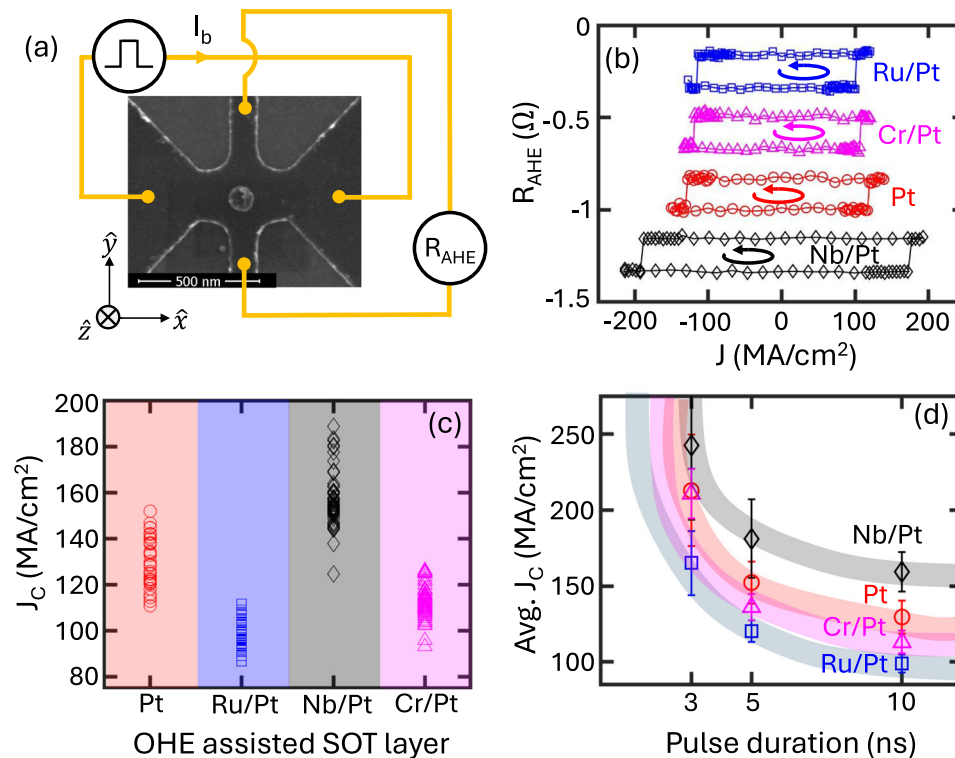 (a)
I_b
R_AHE
ŷ
ẑ
x̂
500 nm
(b)
R_AHE (Ω)
0
-0.5
-1
-1.5
Ru/Pt
Cr/Pt
Pt
Nb/Pt
-200
-100
0
100
200
J (MA/cm²)
(c)
J_C (MA/cm²)
200
180
160
140
120
100
80
Pt
Ru/Pt
Nb/Pt
Cr/Pt
OHE assisted SOT layer
(d)
Avg. J_C (MA/cm²)
250
200
150
100
Nb/Pt
Pt
Cr/Pt
Ru/Pt
3
5
10
Pulse duration (ns)